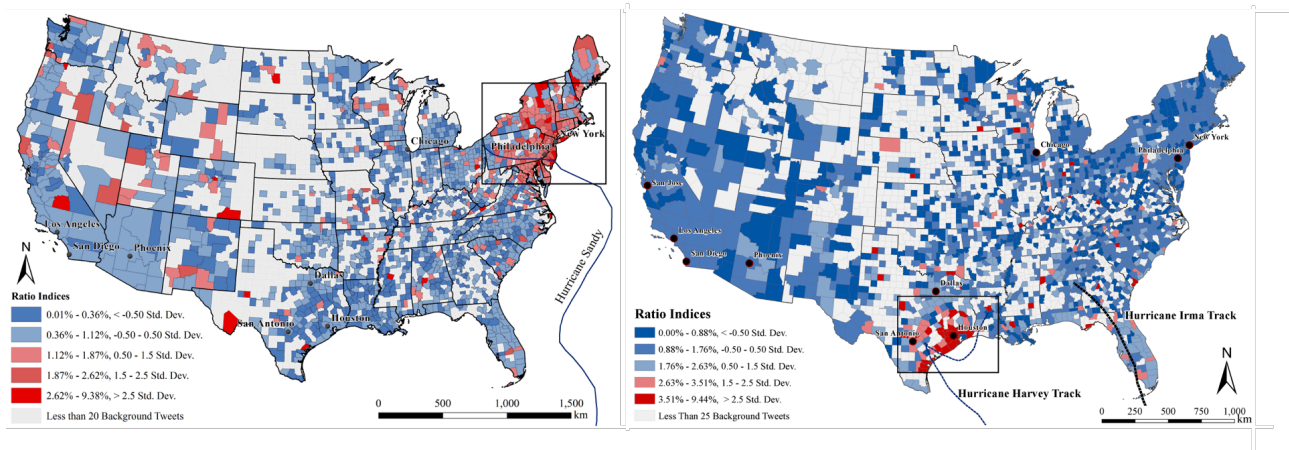 Chicago
New York
Philadelphia
Los Angeles
San Diego
Phoenix
Dallas
San Antonio
Houston
Hurricane Sandy
N
Ratio Indices
0.01% - 0.36%, < -0.50 Std. Dev.
0.36% - 1.12%, -0.50 - 0.50 Std. Dev.
1.12% - 1.87%, 0.50 - 1.5 Std. Dev.
1.87% - 2.62%, 1.5 - 2.5 Std. Dev.
2.62% - 9.38%, > 2.5 Std. Dev.
Less than 20 Background Tweets
0 500 1,000 1,500
km
New York
Chicago
Philadelphia
San Jose
Los Angeles
San Diego
Phoenix
Dallas
San Antonio
Houston
Hurricane Irma Track
Hurricane Harvey Track
Ratio Indices
0.00% - 0.88%, < -0.50 Std. Dev.
0.88% - 1.76%, -0.50 - 0.50 Std. Dev.
1.76% - 2.63%, 0.50 - 1.5 Std. Dev.
2.63% - 3.51%, 1.5 - 2.5 Std. Dev.
3.51% - 9.44%, > 2.5 Std. Dev.
Less Than 25 Background Tweets
N
0 250 500 750 1,000
km